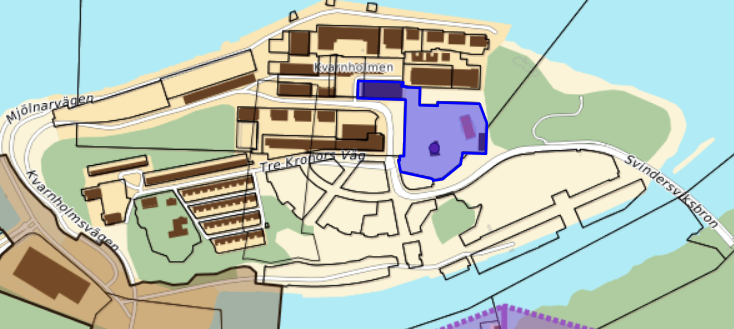 Kvarnholmen
Mjölnarvägen
Tre Kronors Väg
Svindersviksbron
Kvarnholmsvägen